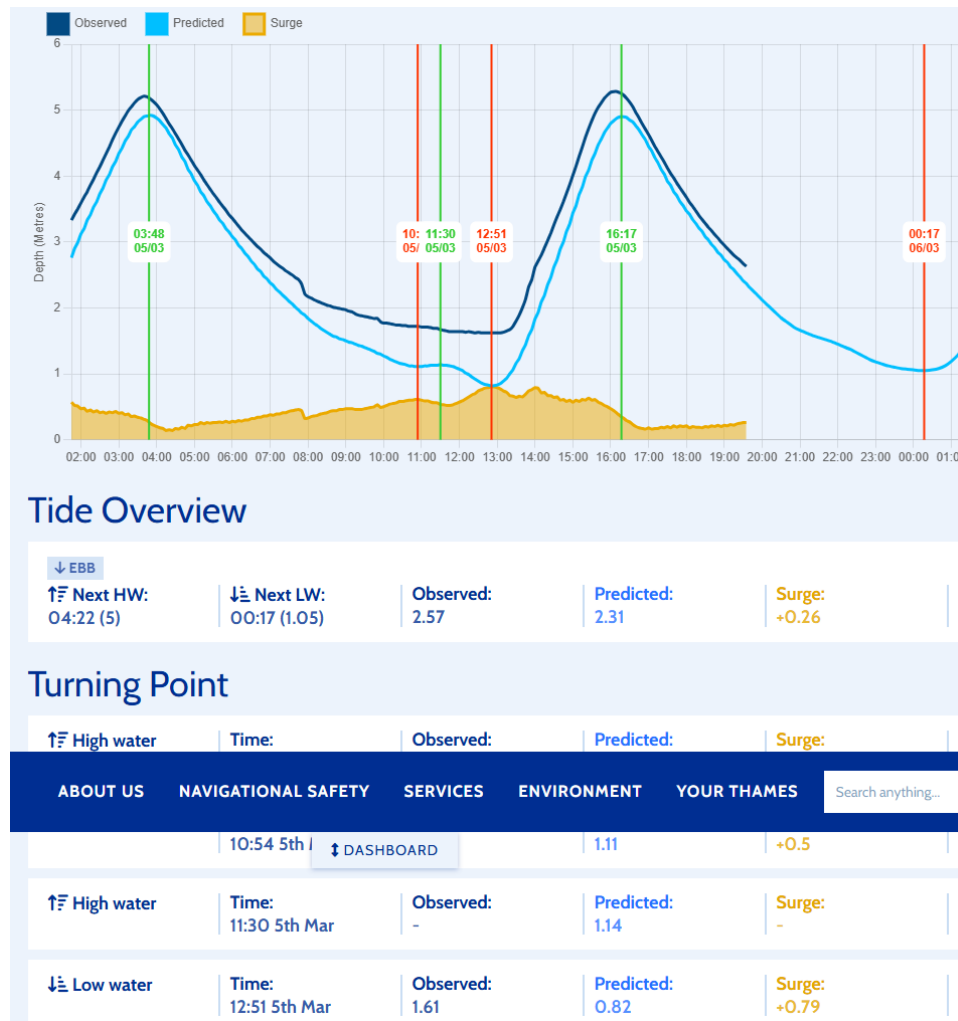 Observed Predicted Surge
6
5
4
3
2
1
0
Depth (Metres)
03:48
05/03
10:
05/
11:30
05/03
12:51
05/03
16:17
05/03
00:17
06/03
02:00 03:00 04:00 05:00 06:00 07:00 08:00 09:00 10:00 11:00 12:00 13:00 14:00 15:00 16:00 17:00 18:00 19:00 20:00 21:00 22:00 23:00 00:00 01:0
Tide Overview
↓ EBB
Next HW: Next LW: Observed: Predicted: Surge:
04:22 (5) 00:17 (1.05) 2.57 2.31 +0.26
Turning Point
High water Time: Observed: Predicted: Surge:
ABOUT US NAVIGATIONAL SAFETY SERVICES ENVIRONMENT YOUR THAMES Search anything...
10:54 5th 1.11 +0.5
DASHBOARD
High water Time: Observed: Predicted: Surge:
11:30 5th Mar - 1.14 -
Low water Time: Observed: Predicted: Surge:
12:51 5th Mar 1.61 0.82 +0.79